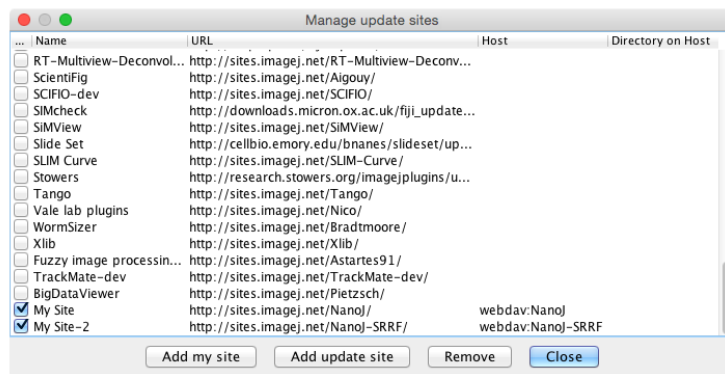 Manage update sites
... Name URL Host Directory on Host
RT-Multiview-Deconvol... http://sites.imagej.net/RT-Multiview-Deconv...
ScientiFig http://sites.imagej.net/Aigouy/
SCIFIO-dev http://sites.imagej.net/SCIFIO/
SIMcheck http://downloads.micron.ox.ac.uk/fiji_update...
SiMView http://sites.imagej.net/SiMView/
Slide Set http://cellbio.emory.edu/bnanes/slideset/up...
SLIM Curve http://sites.imagej.net/SLIM-Curve/
Stowers http://research.stowers.org/imagejplugins/u...
Tango http://sites.imagej.net/Tango/
Vale lab plugins http://sites.imagej.net/Nico/
WormSizer http://sites.imagej.net/Bradtmoore/
Xlib http://sites.imagej.net/Xlib/
Fuzzy image processin... http://sites.imagej.net/Astartes91/
TrackMate-dev http://sites.imagej.net/TrackMate-dev/
BigDataViewer http://sites.imagej.net/Pietzsch/
My Site http://sites.imagej.net/NanoJ/ webdav:NanoJ
My Site-2 http://sites.imagej.net/NanoJ-SRRF/ webdav:NanoJ-SRRF
Add my site Add update site Remove Close